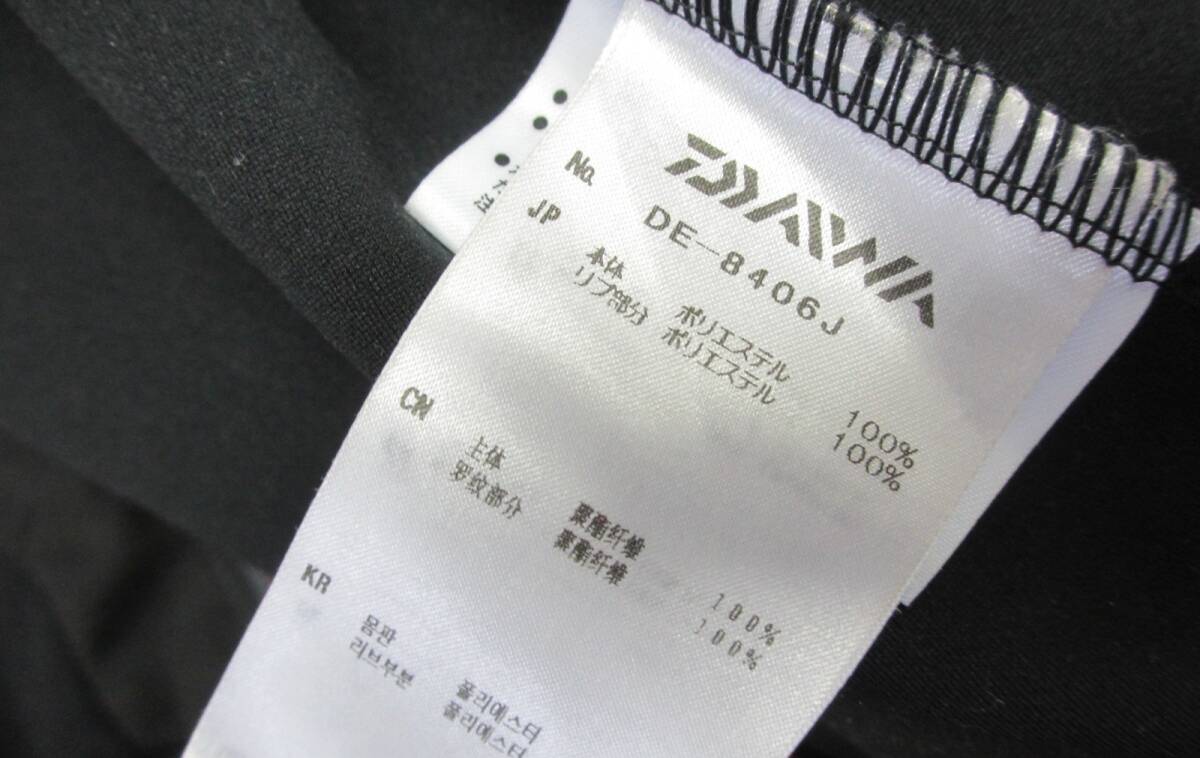 DAIWA
No. DE-8406J
JP
本体 ポリエステル 100%
リブ部分 ポリエステル 100%
CN
主体 聚酯纤维 100%
罗纹部分 聚酯纤维 100%
KR
몸판 폴리에스터
리브부분 폴리에스터